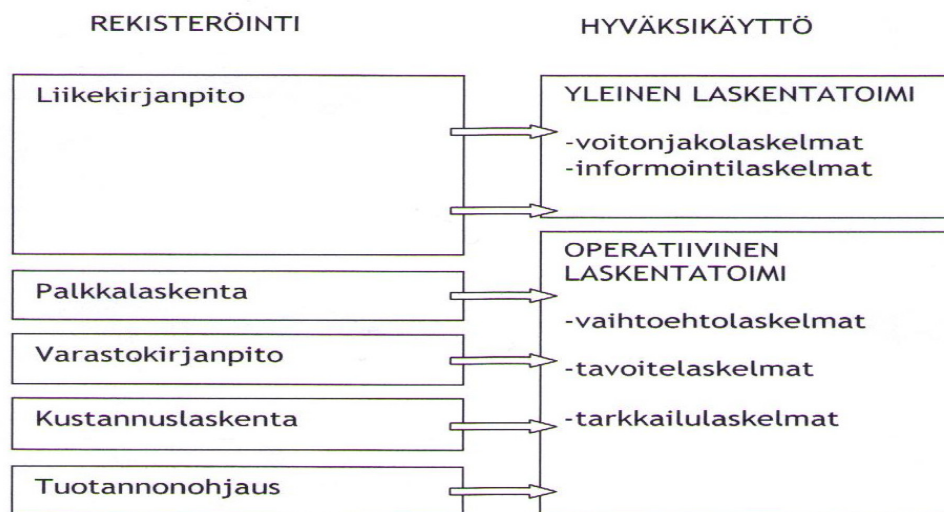 REKISTERÖINTI
HYVÄKSIKÄYTTÖ
Liikekirjanpito
Palkkalaskenta
Varastokirjanpito
Kustannuslaskenta
Tuotannonohjaus
YLEINEN LASKENTATOIMI
-voitonjakolaskelmat
-informointilaskelmat
OPERATIIVINEN
LASKENTATOIMI
-vaihtoehtolaskelmat
-tavoitelaskelmat
-tarkkailulaskelmat